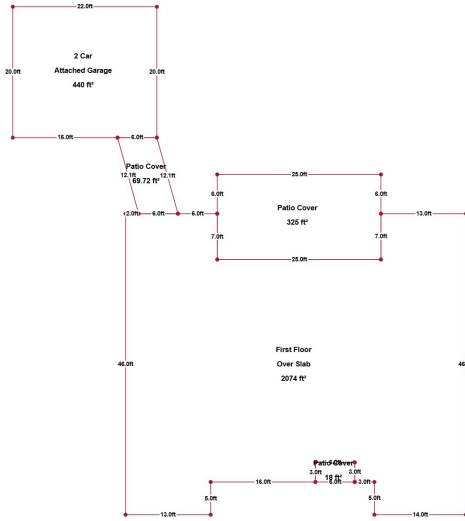 22.0ft
2 Car
Attached Garage
440 ft²
20.0ft
20.0ft
16.0ft
6.0ft
Patio Cover
69.72 ft²
12.1ft
12.1ft
2.0ft
6.0ft
6.0ft
25.0ft
6.0ft
6.0ft
Patio Cover
325 ft²
7.0ft
7.0ft
25.0ft
13.0ft
46.0ft
46
First Floor
Over Slab
2074 ft²
Patio Cover
6.0ft
3.0ft
3.0ft
18 ft²
16.0ft
6.0ft
3.0ft
5.0ft
5.0ft
13.0ft
14.0ft